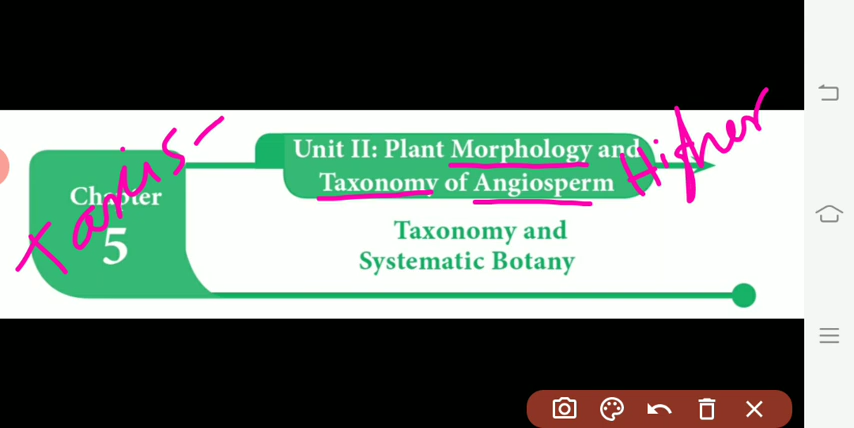 Unit II: Plant Morphology and
Taxonomy of Angiosperm
Higher
Chapter
5
Taxis -
Taxonomy and
Systematic Botany